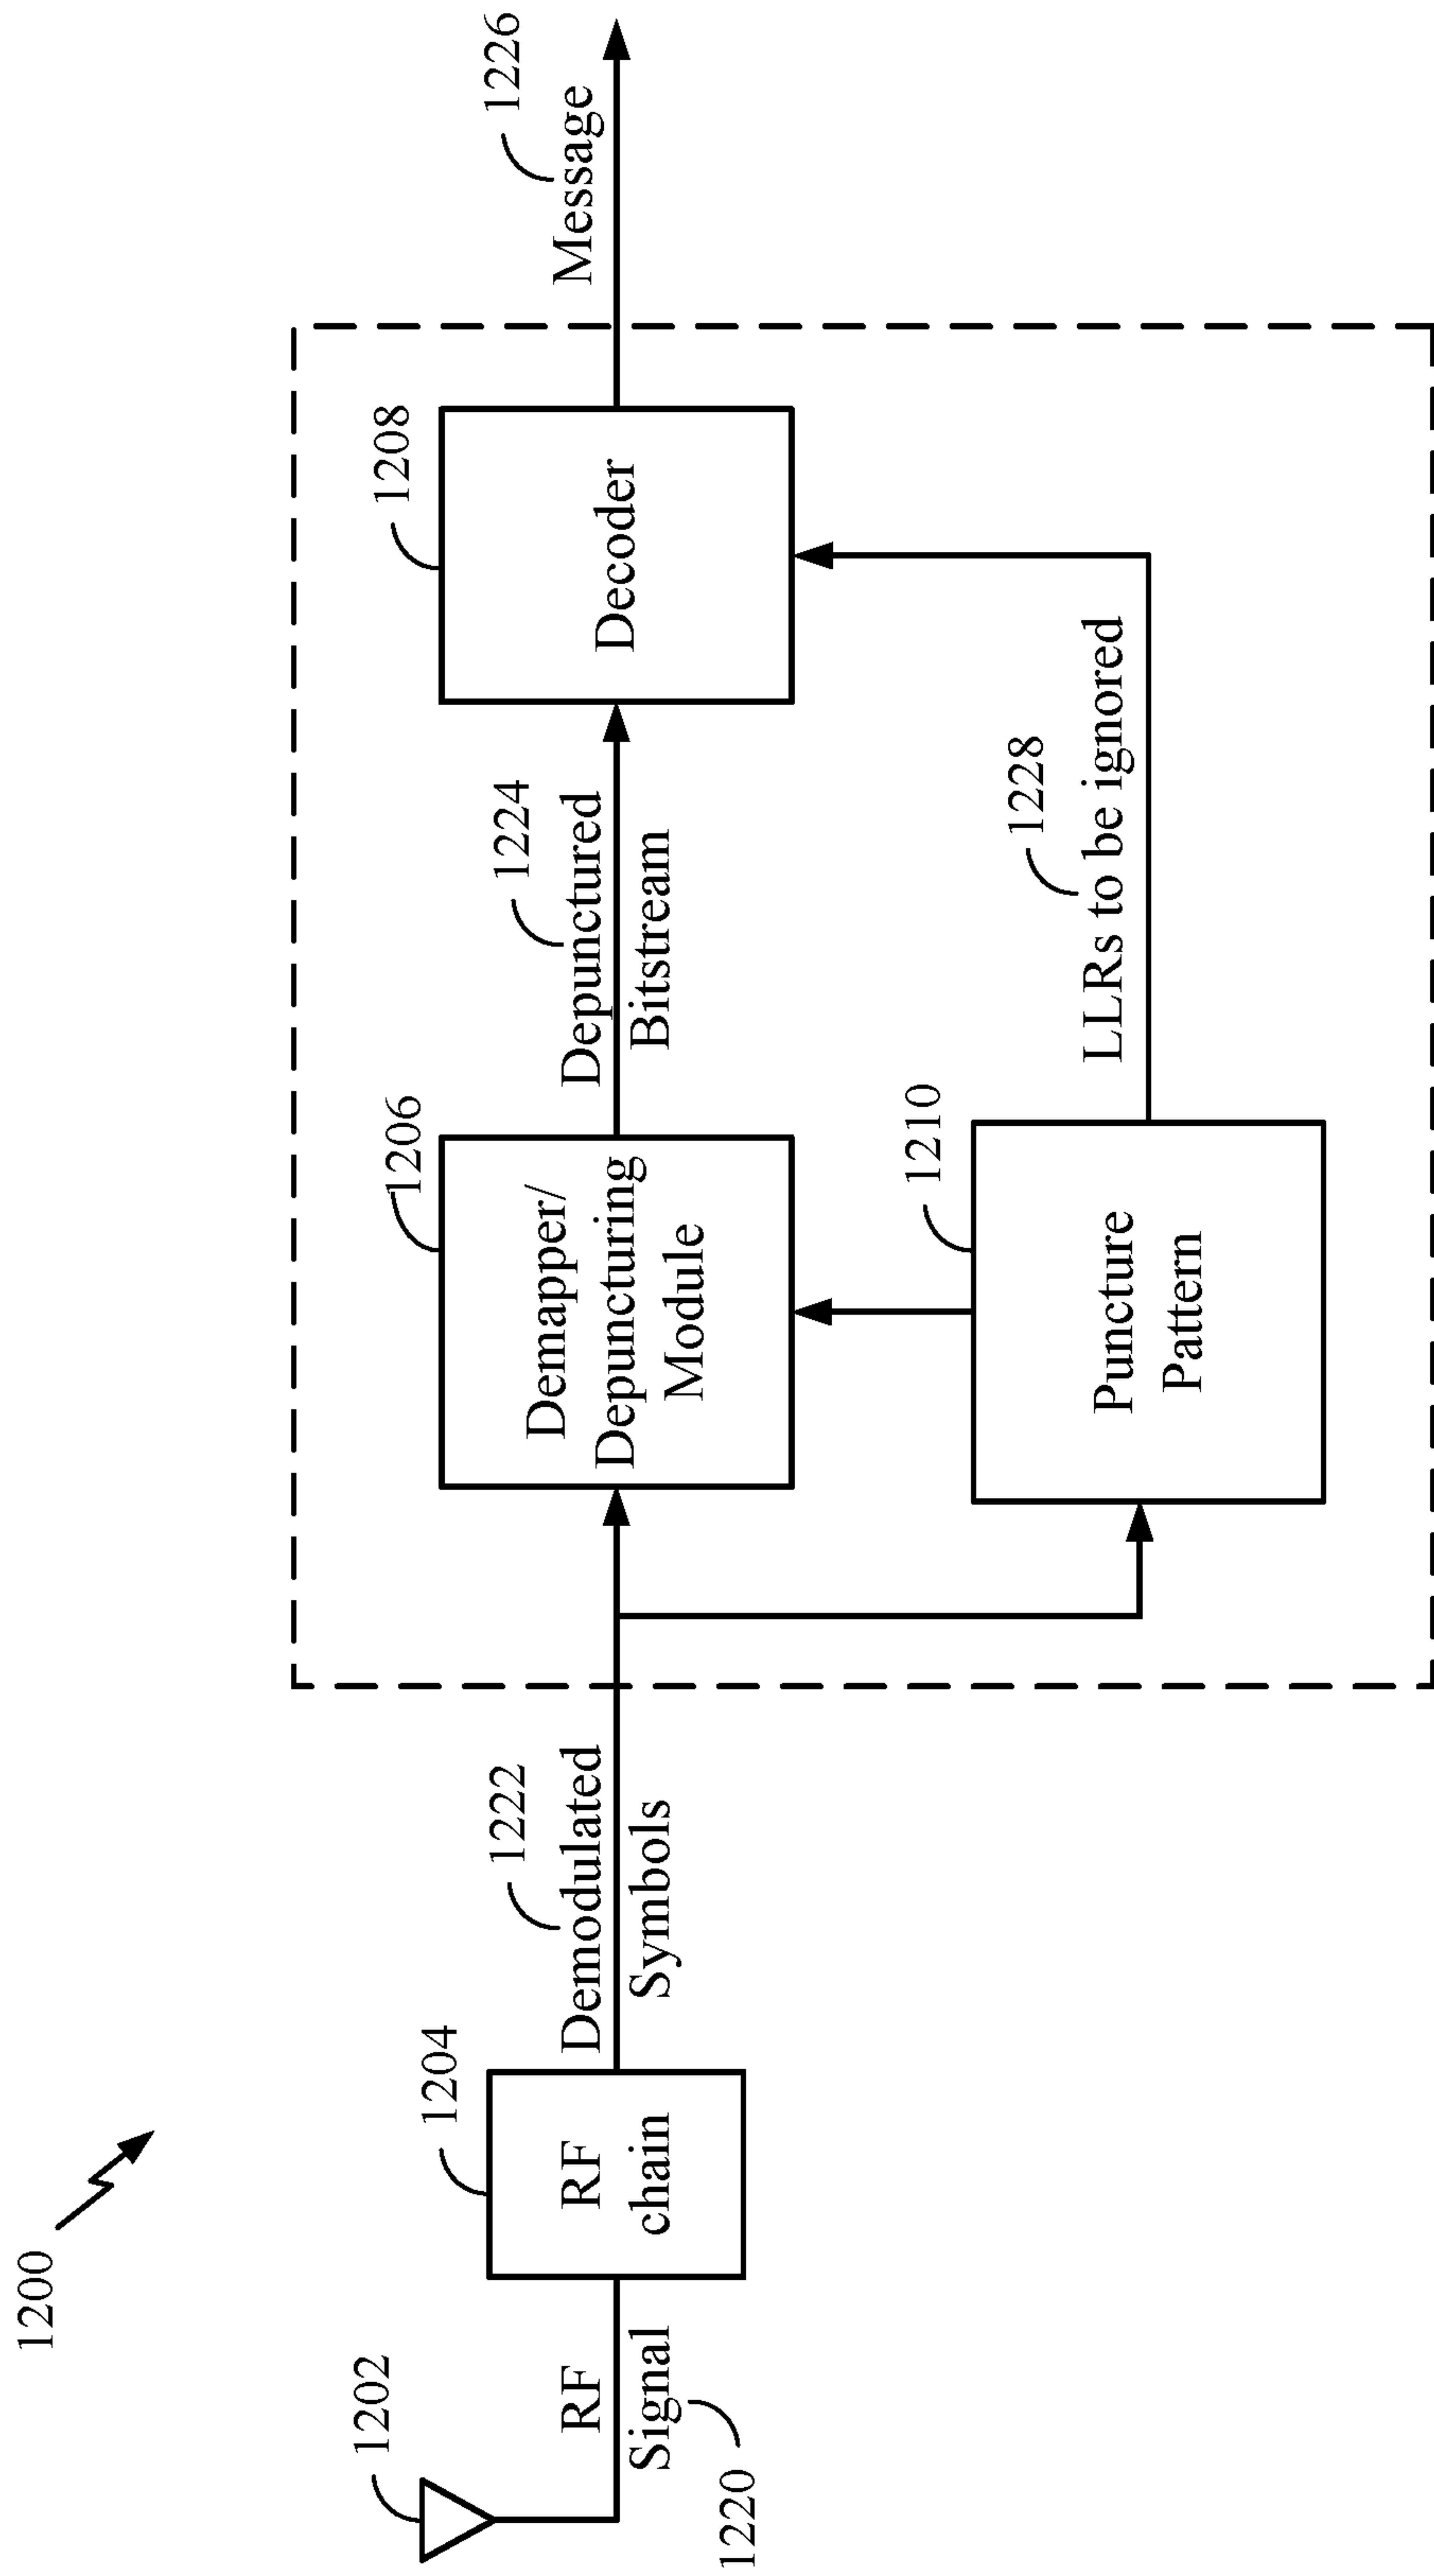 1200
1202
RF
Signal
1220
1204
RF
chain
1222
Demodulated
Symbols
1206
Demapper/
Depuncturing
Module
1224
Depunctured
Bitstream
1208
Decoder
1226
Message
1210
Puncture
Pattern
1228
LLRs to be ignored